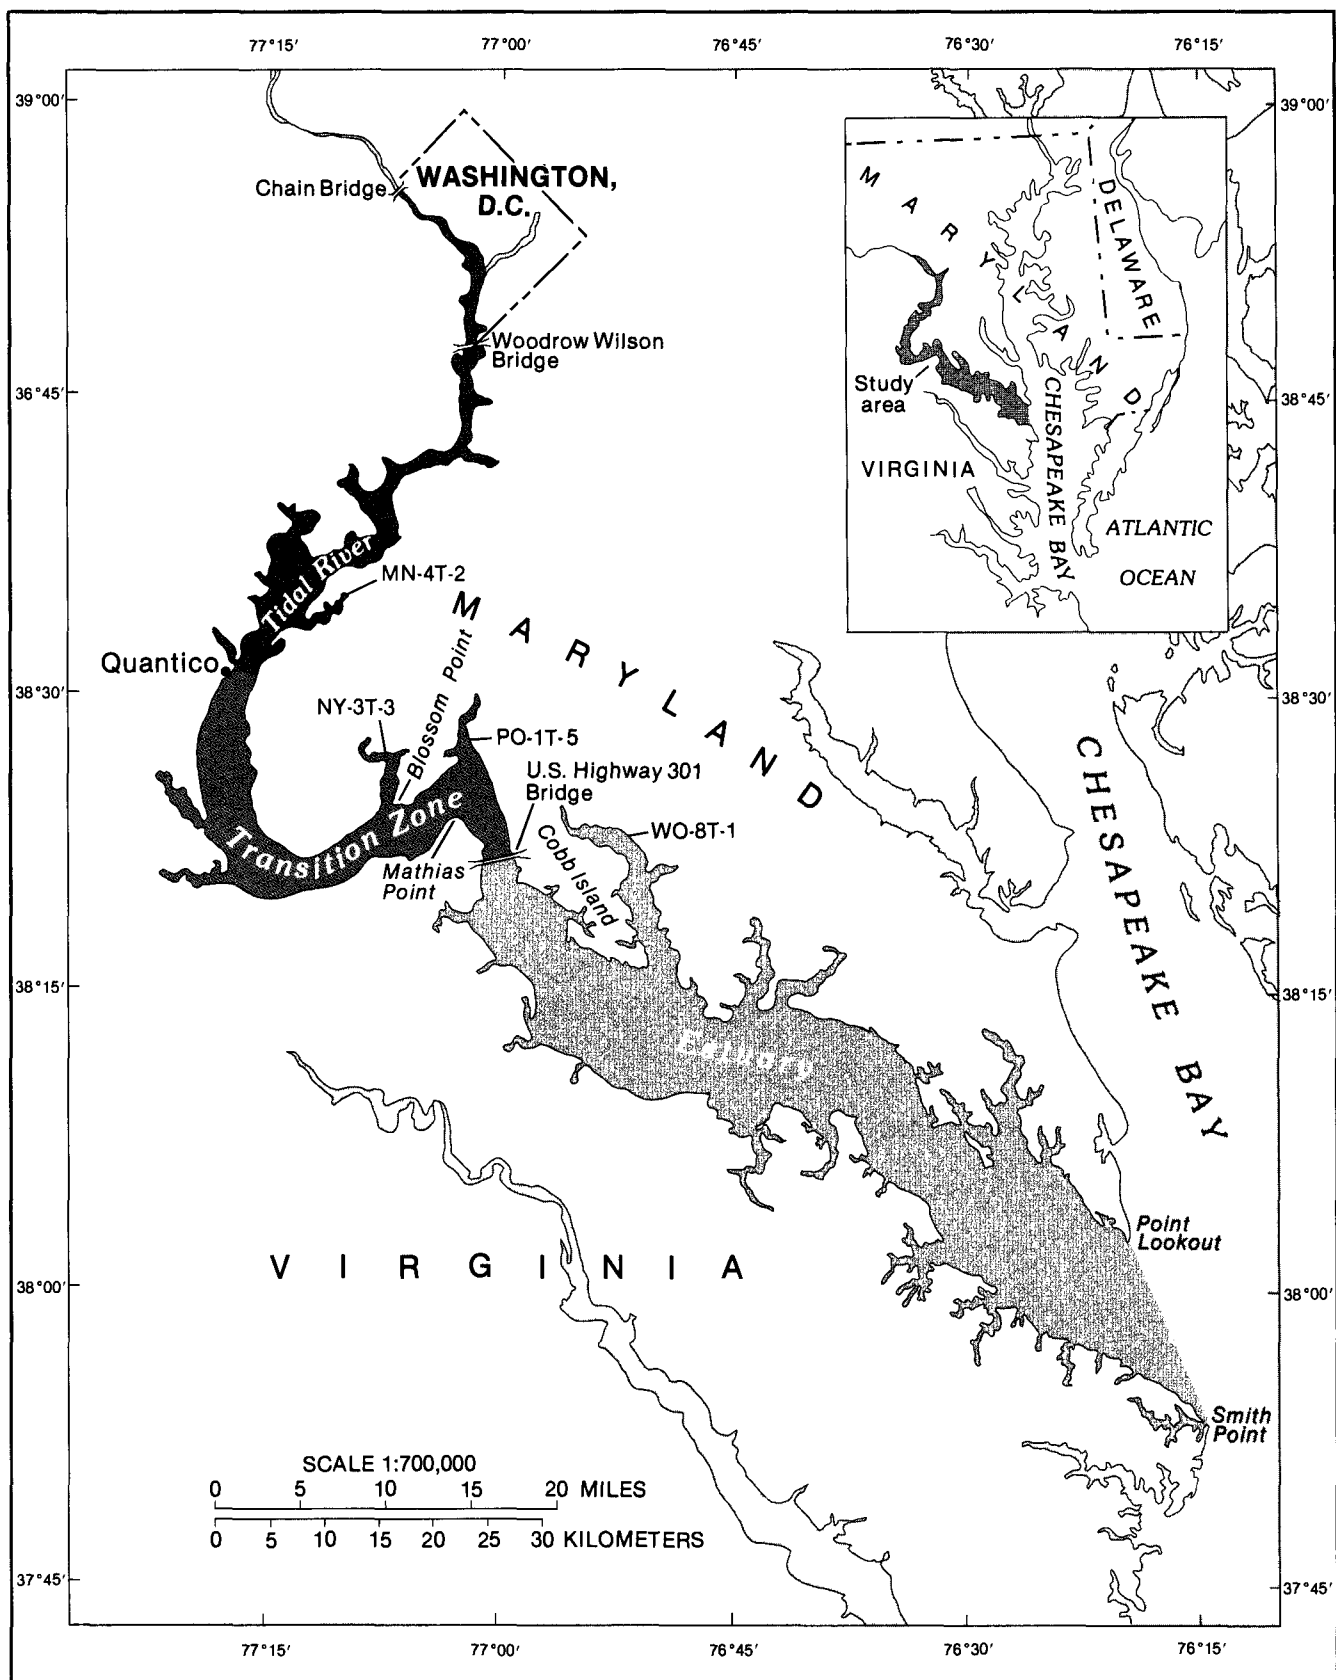 77°15′ 77°00′ 76°45′ 76°30′ 76°15′
39°00′
39°00′
WASHINGTON,
D.C.
Chain Bridge
Woodrow Wilson
Bridge
36°45′
38°45′
MARYLAND
DELAWARE
Study
area
CHESAPEAKE BAY
VIRGINIA
ATLANTIC
OCEAN
Tidal River
MN-4T-2
MARYLAND
Quantico
Blossom Point
38°30′
38°30′
NY-3T-3
PO-1T-5
U.S. Highway 301
Bridge
CHESAPEAKE BAY
Transition Zone
Mathias
Point
Cobb Island
WO-8T-1
38°15′
38°15′
Estuary
Point
Lookout
VIRGINIA
38°00′
38°00′
Smith
Point
SCALE 1:700,000
0 5 10 15 20 MILES
0 5 10 15 20 25 30 KILOMETERS
37°45′
37°45′
77°15′ 77°00′ 76°45′ 76°30′ 76°15′